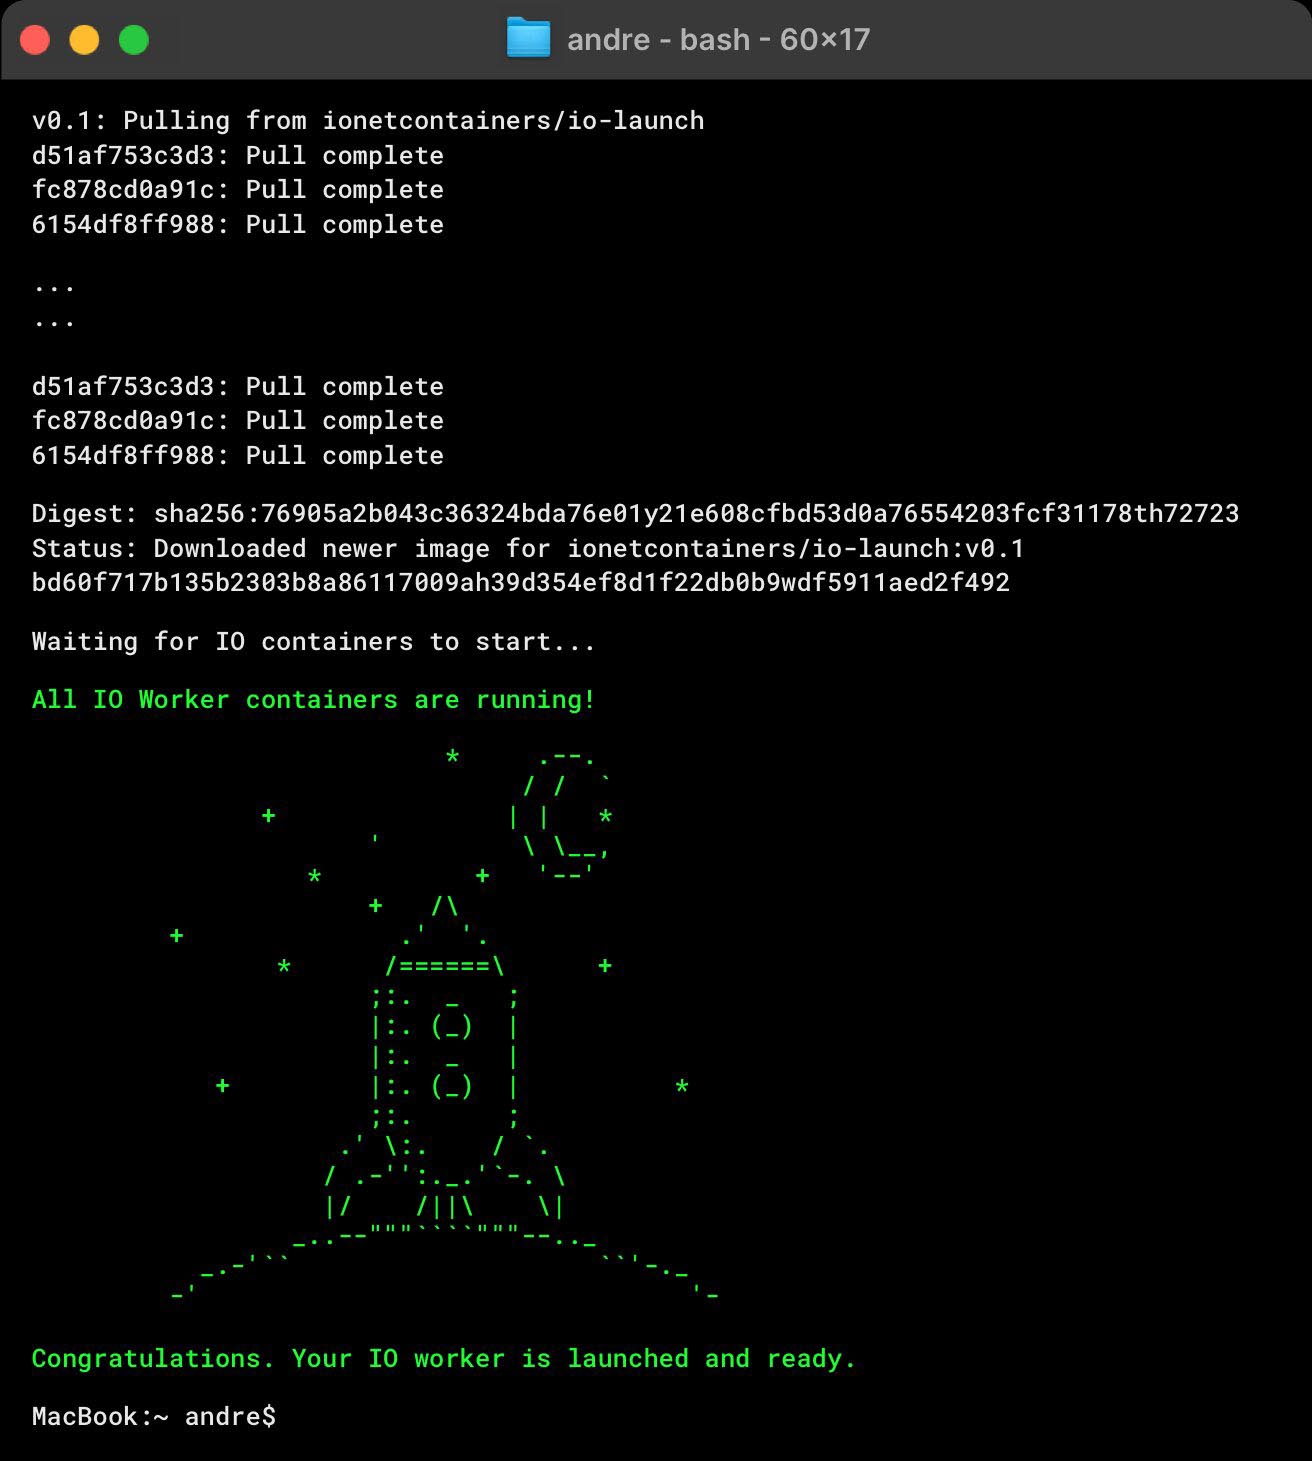 andre - bash - 60×17
v0.1: Pulling from ionetcontainers/io-launch
d51af753c3d3: Pull complete
fc878cd0a91c: Pull complete
6154df8ff988: Pull complete
...
...
d51af753c3d3: Pull complete
fc878cd0a91c: Pull complete
6154df8ff988: Pull complete
Digest: sha256:76905a2b043c36324bda76e01y21e608cfbd53d0a76554203fcf31178th72723
Status: Downloaded newer image for ionetcontainers/io-launch:v0.1
bd60f717b135b2303b8a86117009ah39d354ef8d1f22db0b9wdf5911aed2f492
Waiting for IO containers to start...
All IO Worker containers are running!
Congratulations. Your IO worker is launched and ready.
MacBook:~ andre$